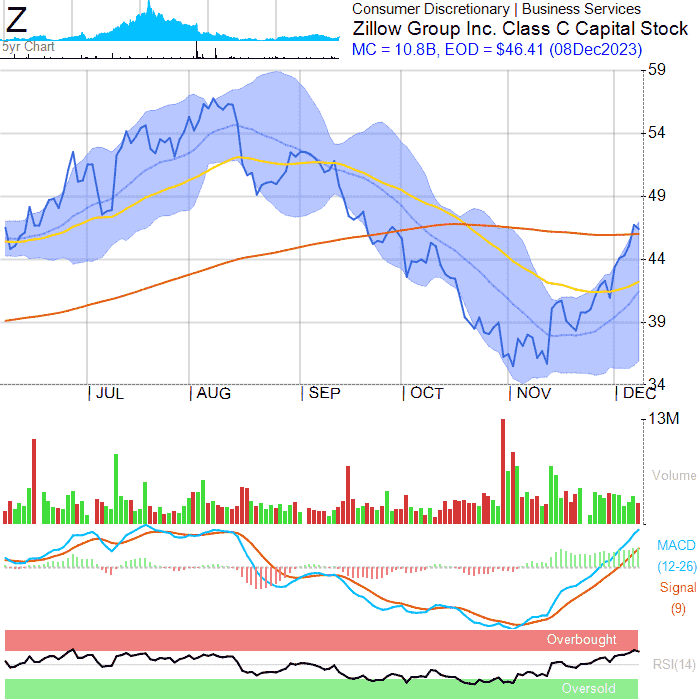 Z
Consumer Discretionary | Business Services
Zillow Group Inc. Class C Capital Stock
MC = 10.8B, EOD = $46.41 (08Dec2023)
5yr Chart
59
54
49
44
39
34
JUL AUG SEP OCT NOV DEC
13M
Volume
MACD
(12-26)
Signal
(9)
Overbought
RSI(14)
Oversold